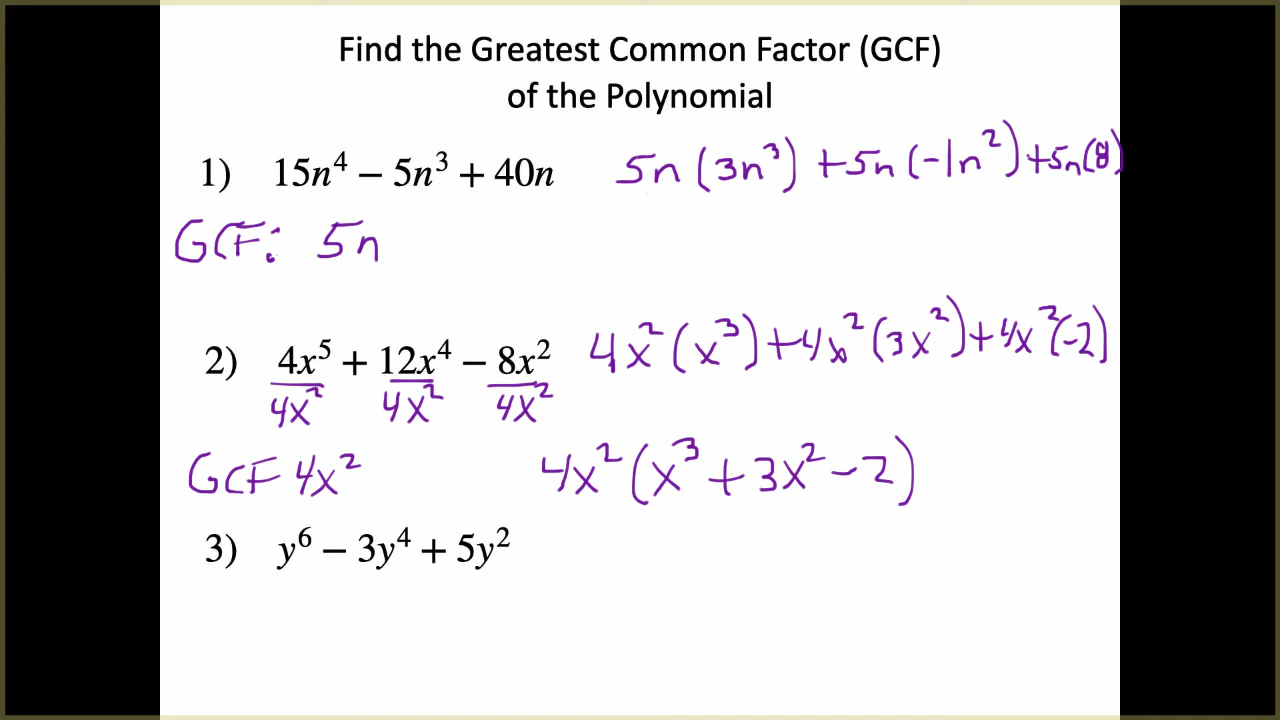 Find the Greatest Common Factor (GCF)
of the Polynomial
1) 15n⁴ − 5n³ + 40n 5n(3n³) +5n(-1n²)+5n(8)
GCF: 5n
2) 4x⁵ + 12x⁴ − 8x² 4x²(x³)+4x²(3x²)+4x²(-2)
4x² 4x² 4x²
GCF 4x² 4x²(x³+3x²-2)
3) y⁶ − 3y⁴ + 5y²